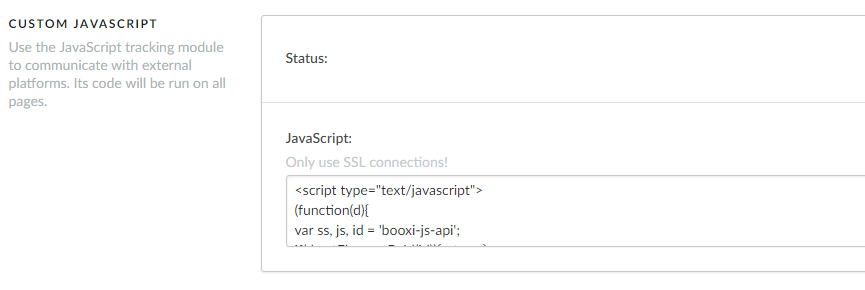 CUSTOM JAVASCRIPT
Use the JavaScript tracking module
to communicate with external
platforms. Its code will be run on all
pages.
Status:
JavaScript:
Only use SSL connections!
<script type="text/javascript">
(function(d){
var ss, js, id = 'booxi-js-api';